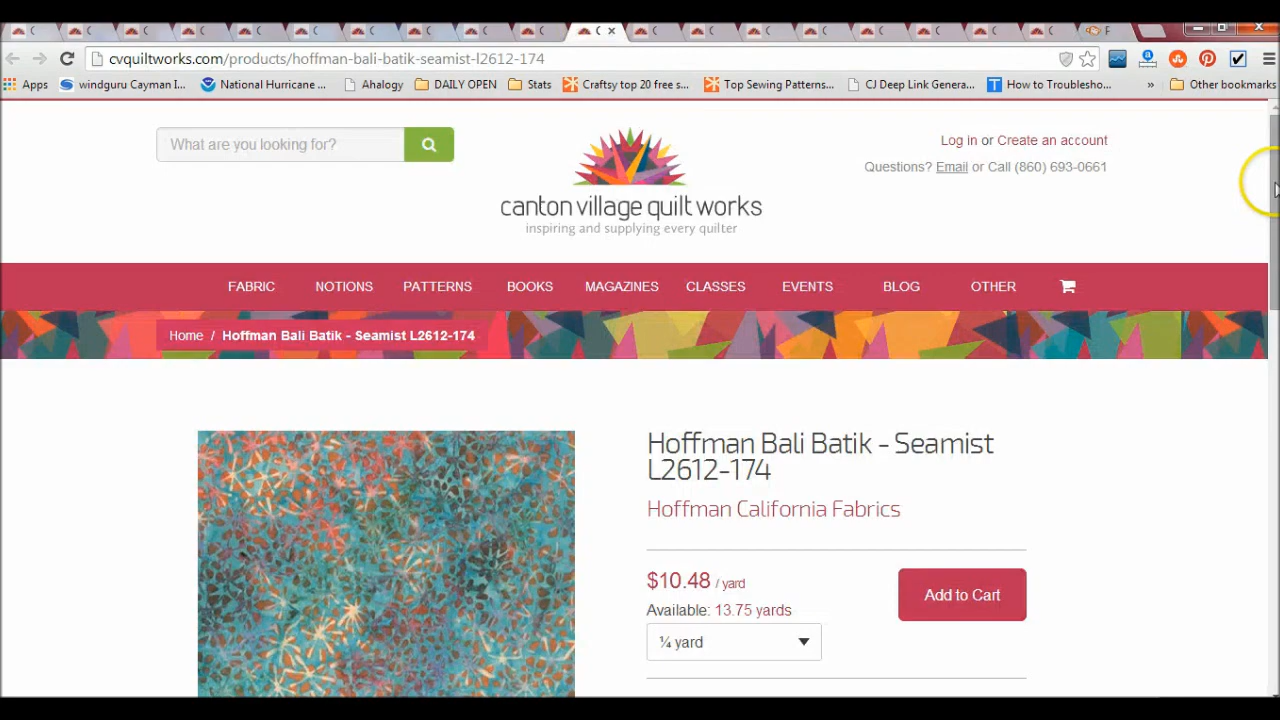 C C C C C C C C C C C C C C C C C C C F
cvquiltworks.com/products/hoffman-bali-batik-seamist-l2612-174
Apps windguru Cayman I... National Hurricane ... Ahalogy DAILY OPEN Stats Craftsy top 20 free s... Top Sewing Patterns... CJ Deep Link Genera... How to Troublesho... » Other bookmarks
What are you looking for?
Log in or Create an account
Questions? Email or Call (860) 693-0661
canton village quilt works
inspiring and supplying every quilter
FABRIC NOTIONS PATTERNS BOOKS MAGAZINES CLASSES EVENTS BLOG OTHER
Home / Hoffman Bali Batik - Seamist L2612-174
Hoffman Bali Batik - Seamist
L2612-174
Hoffman California Fabrics
$10.48 / yard
Add to Cart
Available: 13.75 yards
¼ yard